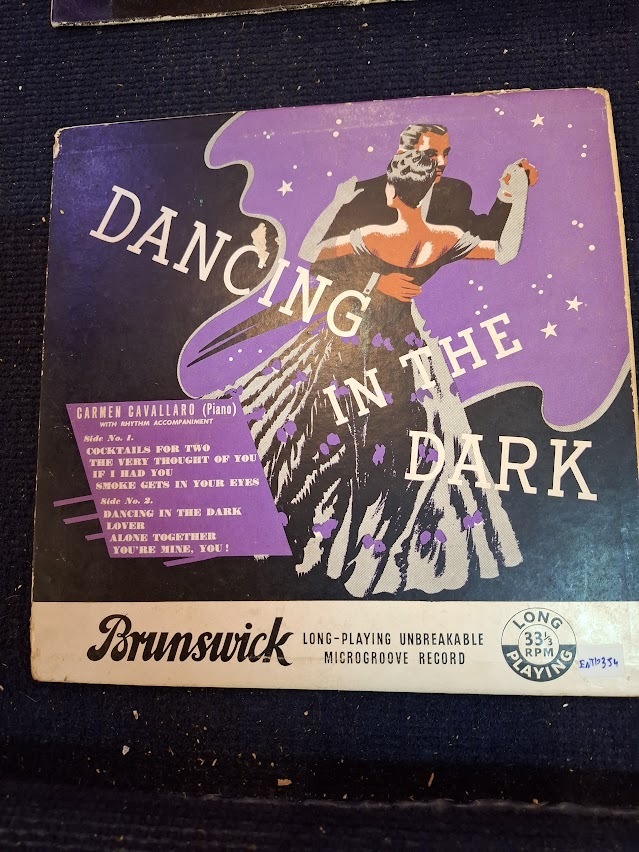 DANCING
IN THE
DARK
CARMEN CAVALLARO (Piano)
WITH RHYTHM ACCOMPANIMENT
Side No. 1.
COCKTAILS FOR TWO
THE VERY THOUGHT OF YOU
IF I HAD YOU
SMOKE GETS IN YOUR EYES
Side No. 2.
DANCING IN THE DARK
LOVER
ALONE TOGETHER
YOU'RE MINE, YOU!
Brunswick
LONG-PLAYING UNBREAKABLE
MICROGROOVE RECORD
LONG
33 1/3
RPM
PLAYING